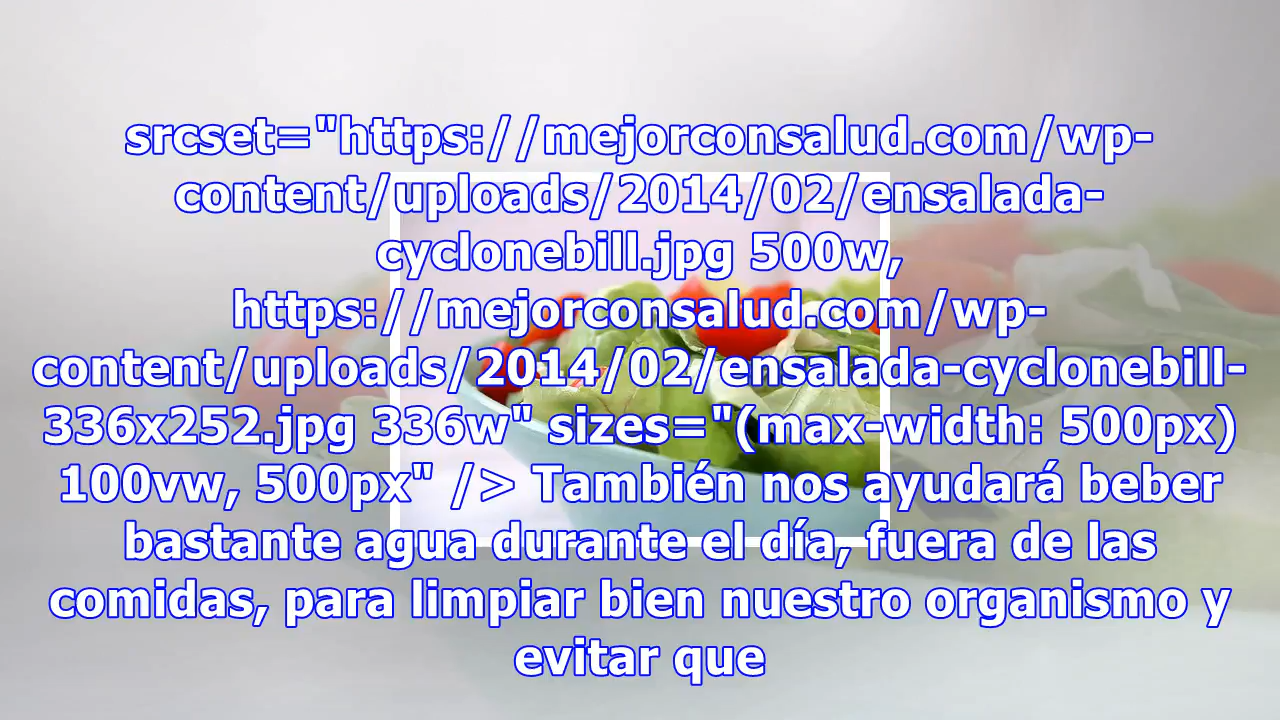 srcset="https://mejorconsalud.com/wp-
content/uploads/2014/02/ensalada-
cyclonebill.jpg 500w,
https://mejorconsalud.com/wp-
content/uploads/2014/02/ensalada-cyclonebill-
336x252.jpg 336w" sizes="(max-width: 500px)
100vw, 500px" /> También nos ayudará beber
bastante agua durante el día, fuera de las
comidas, para limpiar bien nuestro organismo y
evitar que